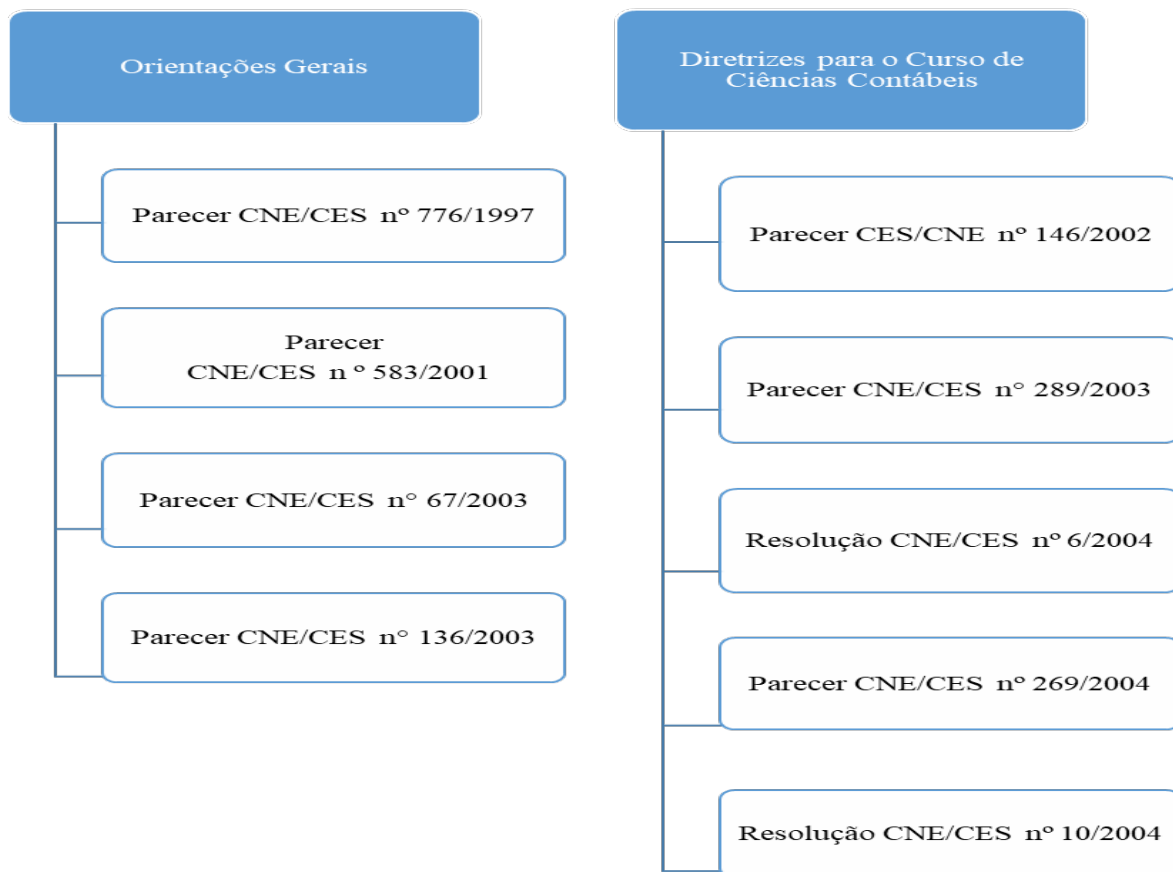 Orientações Gerais
Parecer CNE/CES nº 776/1997
Parecer
CNE/CES n º 583/2001
Parecer CNE/CES n° 67/2003
Parecer CNE/CES n° 136/2003
Diretrizes para o Curso de
Ciências Contábeis
Parecer CES/CNE nº 146/2002
Parecer CNE/CES n° 289/2003
Resolução CNE/CES nº 6/2004
Parecer CNE/CES nº 269/2004
Resolução CNE/CES nº 10/2004